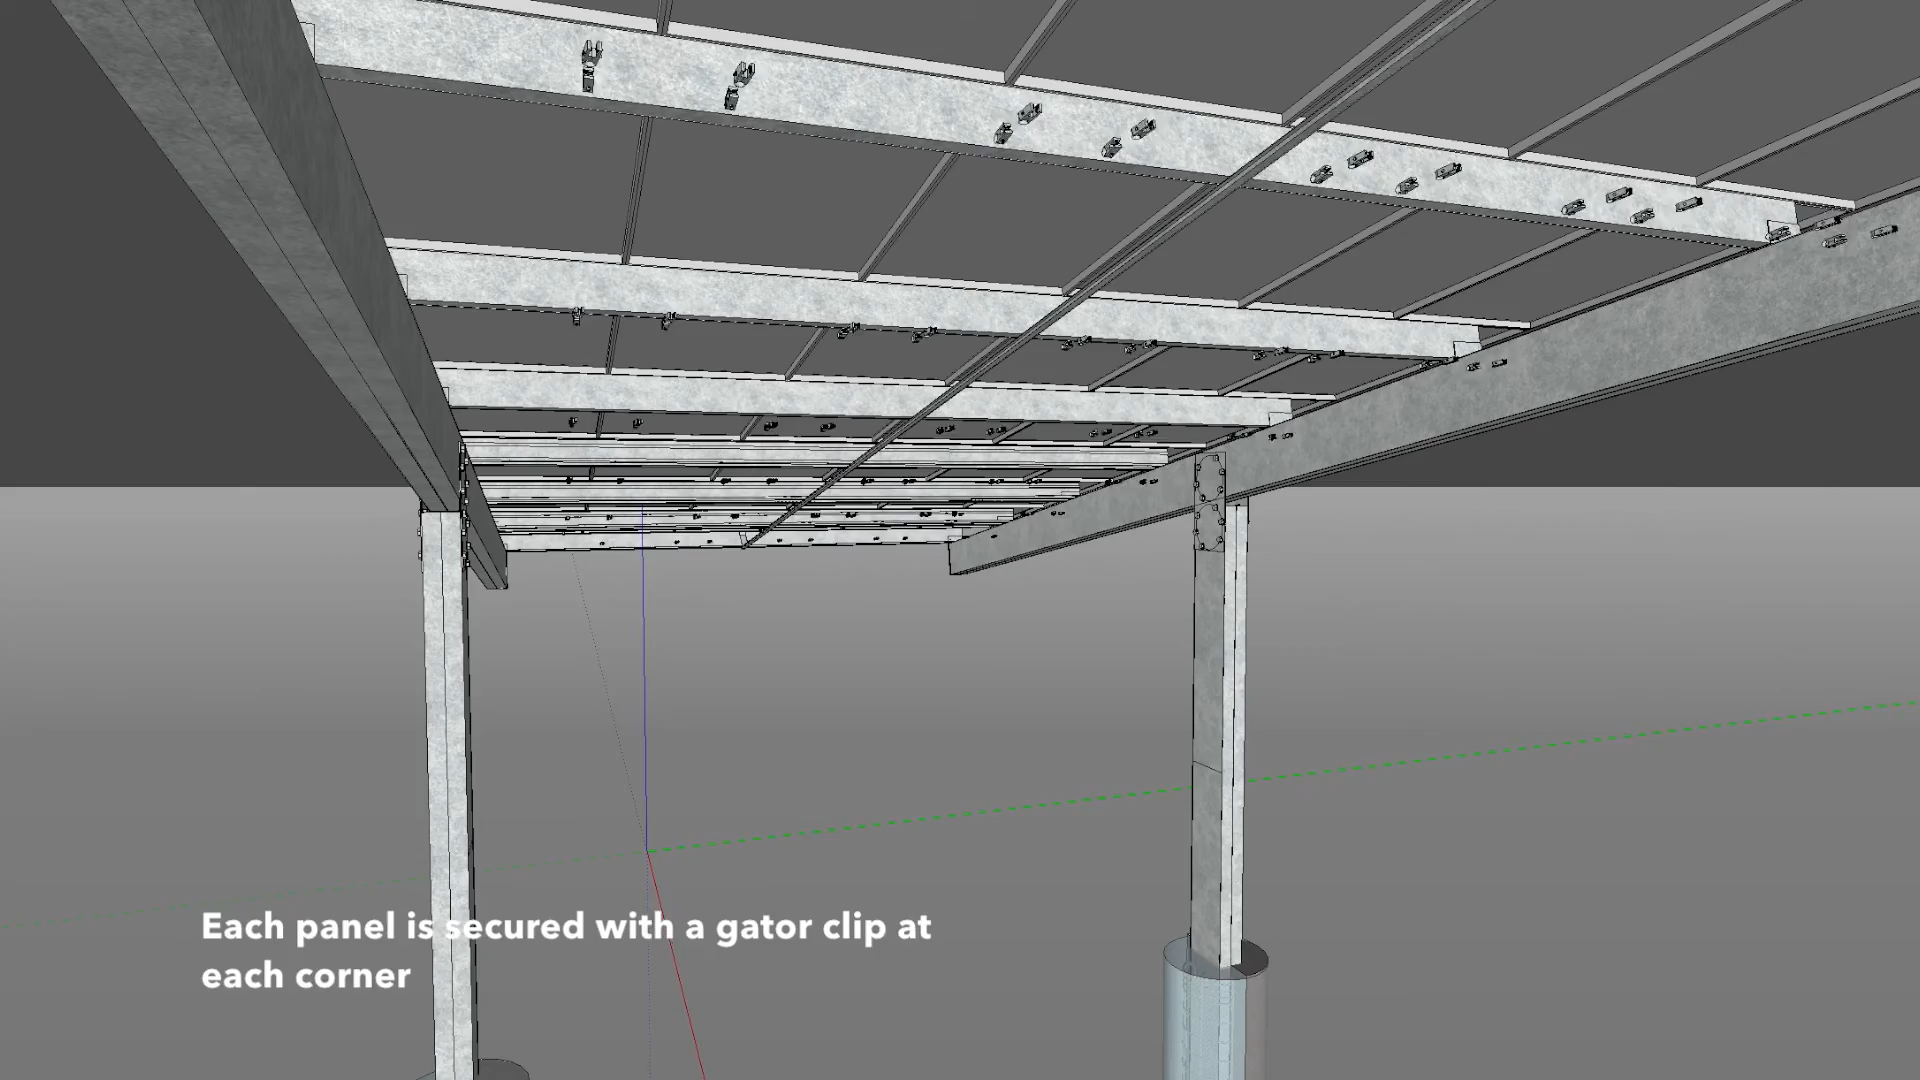 Each panel is secured with a gator clip at
each corner